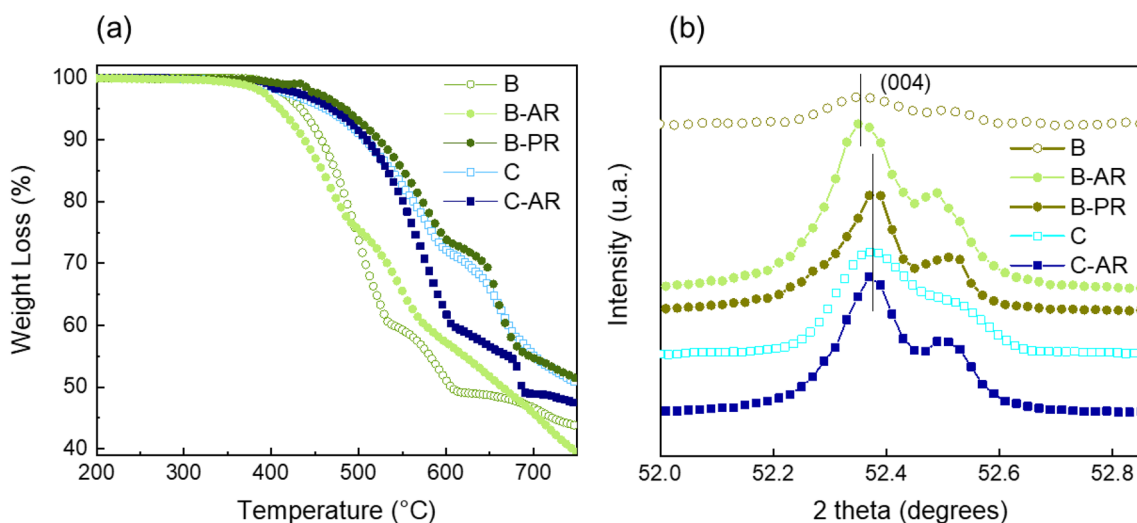 (a)
100
90
80
70
60
50
40
200
300
400
500
600
700
Weight Loss (%)
Temperature (°C)
B
B-AR
B-PR
C
C-AR
(b)
(004)
B
B-AR
B-PR
C
C-AR
Intensity (u.a.)
52.0
52.2
52.4
52.6
52.8
2 theta (degrees)